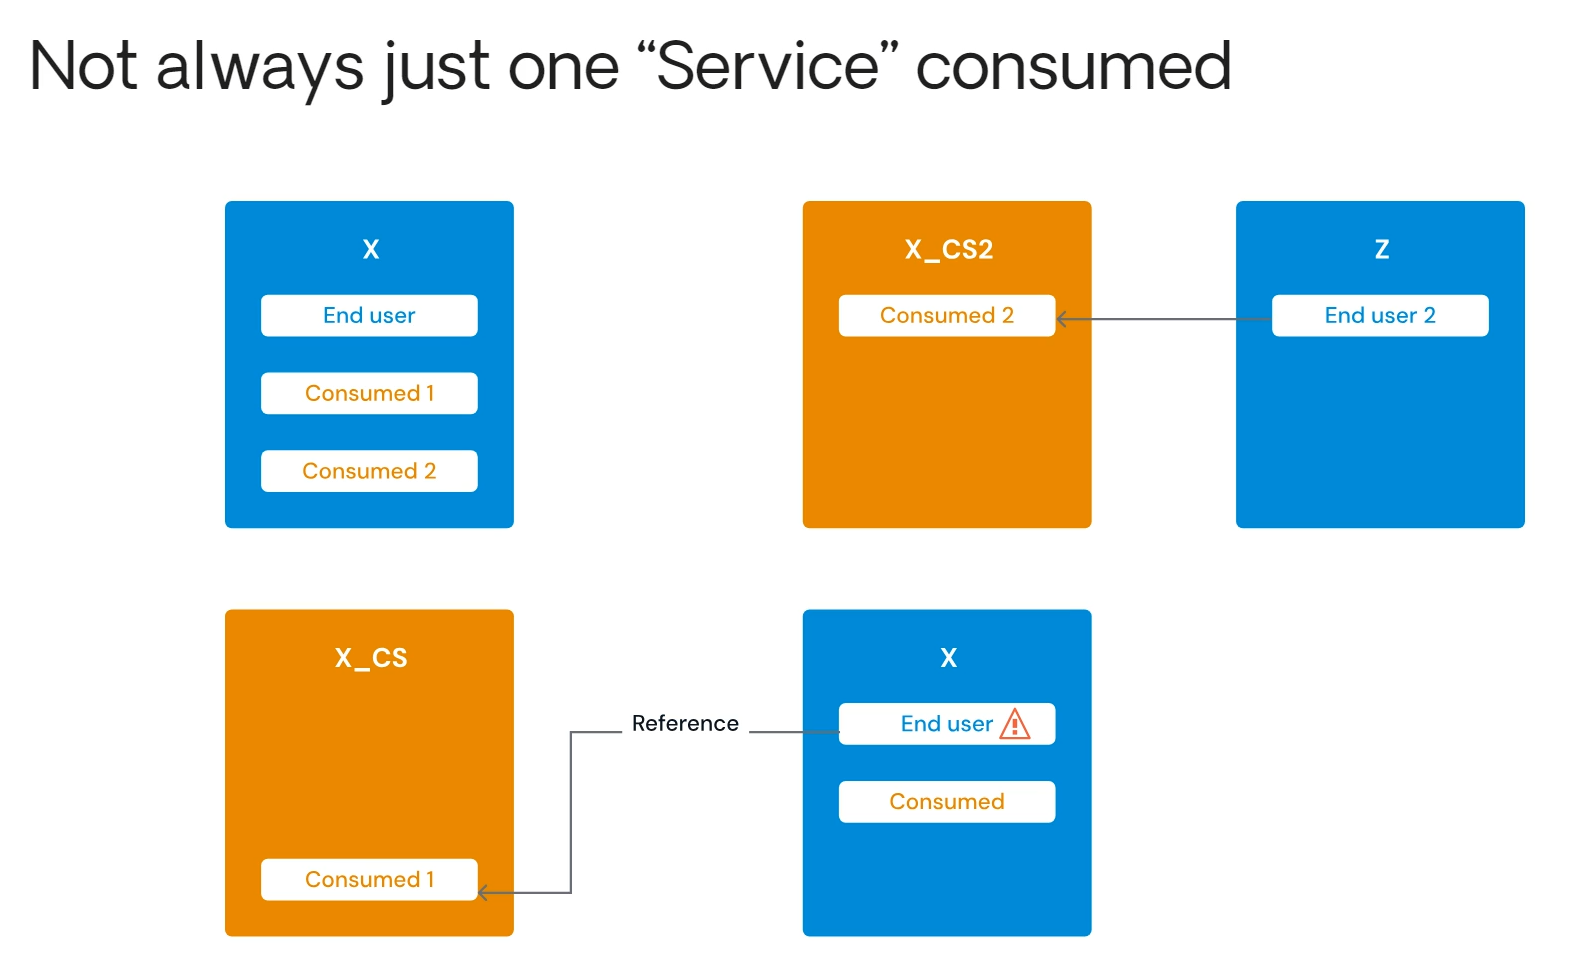 Not always just one “Service” consumed
X
End user
Consumed 1
Consumed 2
X_CS2
Consumed 2
Z
End user 2
X_CS
Consumed 1
Reference
X
End user
Consumed